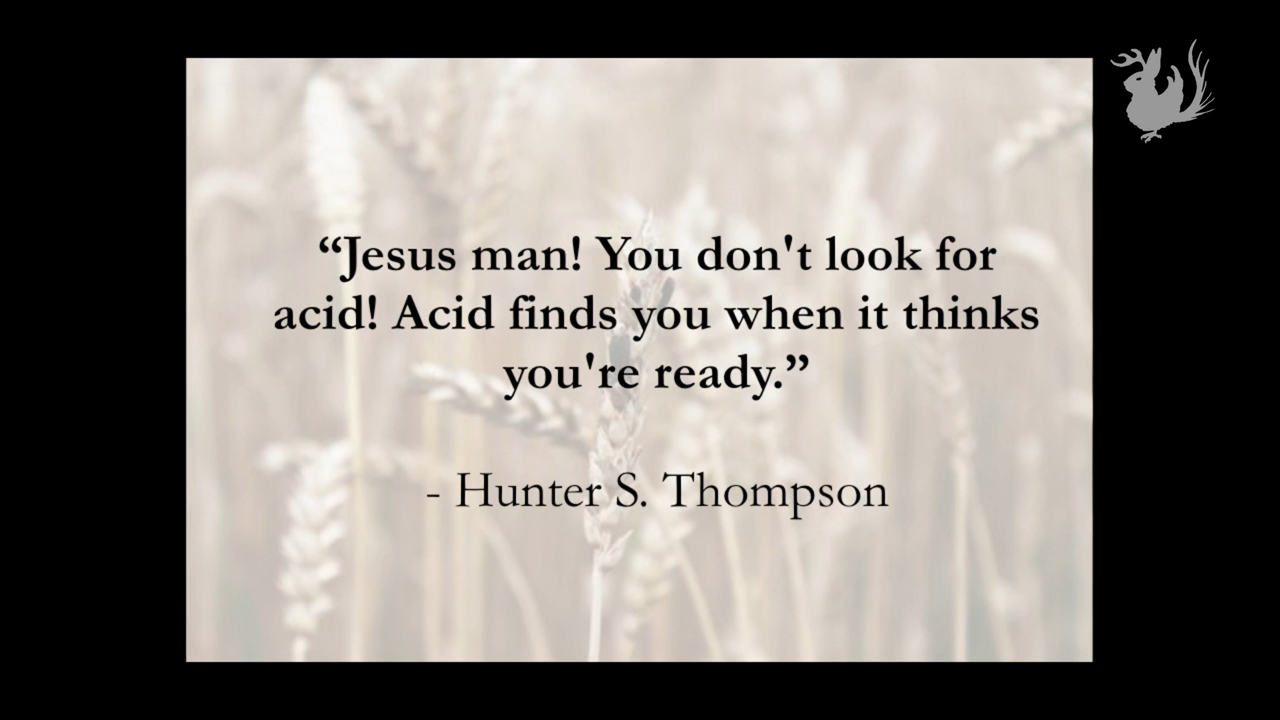 “Jesus man! You don't look for
acid! Acid finds you when it thinks
you're ready.”
- Hunter S. Thompson